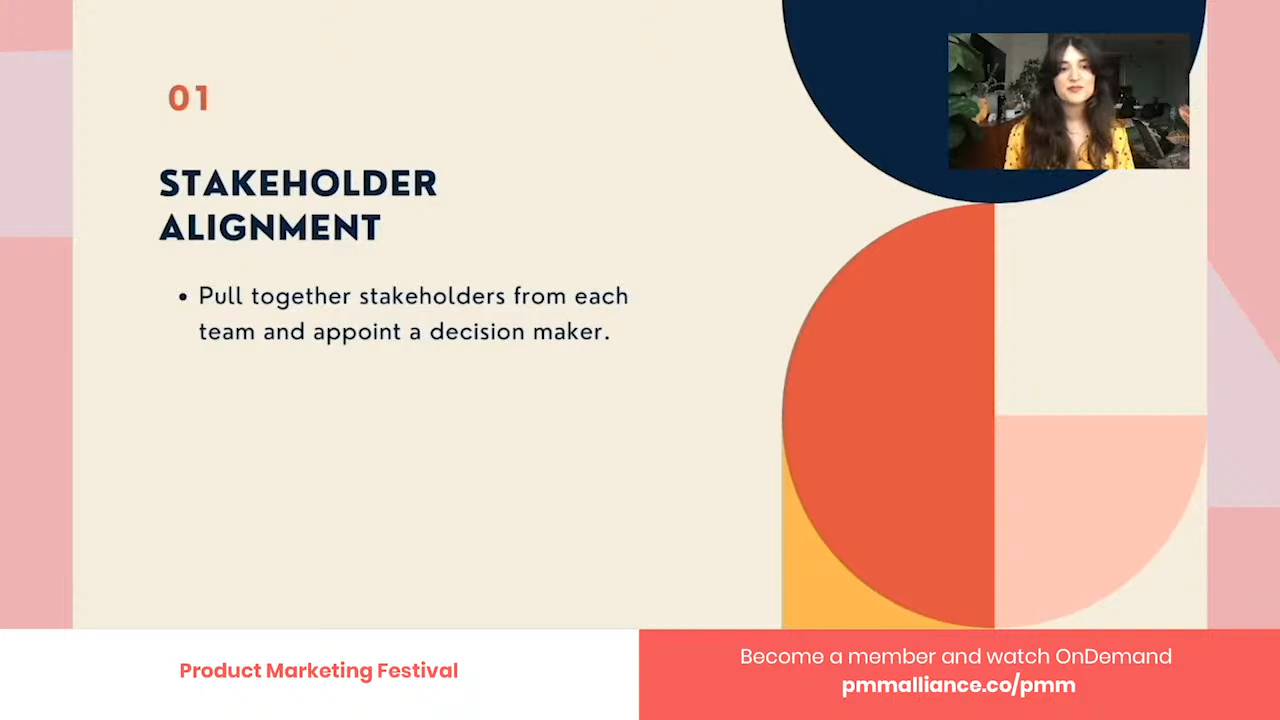 01
STAKEHOLDER
ALIGNMENT
• Pull together stakeholders from each
team and appoint a decision maker.
Product Marketing Festival
Become a member and watch OnDemand
pmmalliance.co/pmm